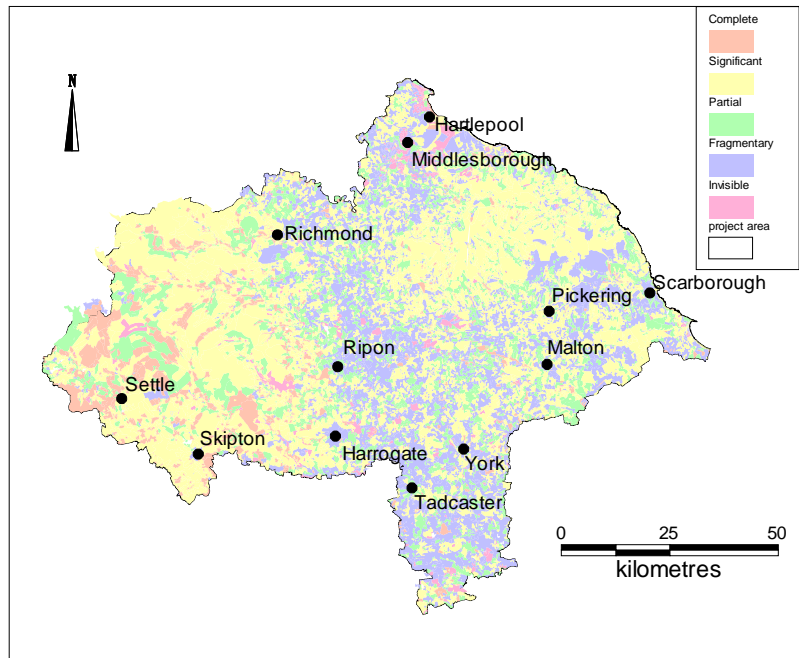 Complete
Significant
Partial
Fragmentary
Invisible
project area
N
Hartlepool
Middlesborough
Richmond
Scarborough
Pickering
Ripon
Malton
Settle
Skipton
Harrogate
York
Tadcaster
0 25 50
kilometres